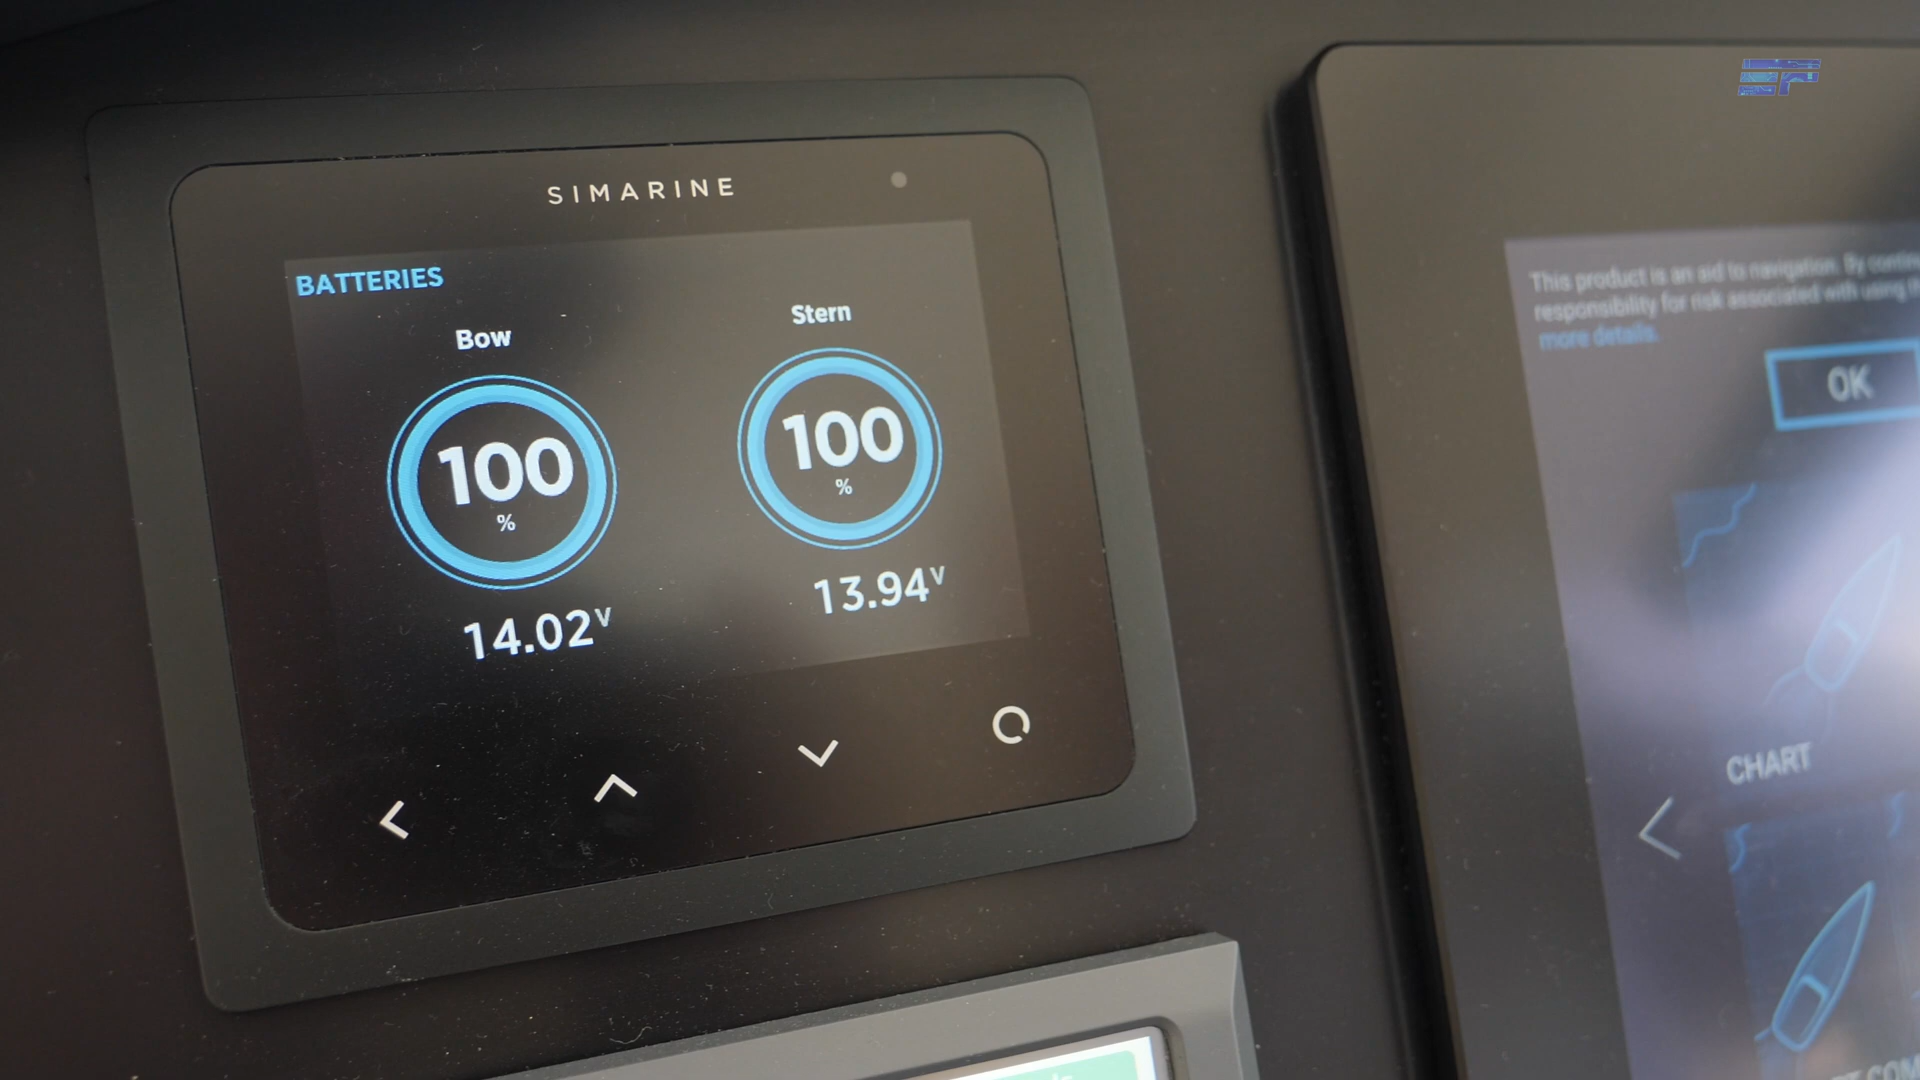 SIMARINE
BATTERIES
Bow
Stern
100
%
100
%
14.02V
13.94V
This product is an aid to navigation. By
responsibility for risk associated with using
more details.
OK
CHART
SP